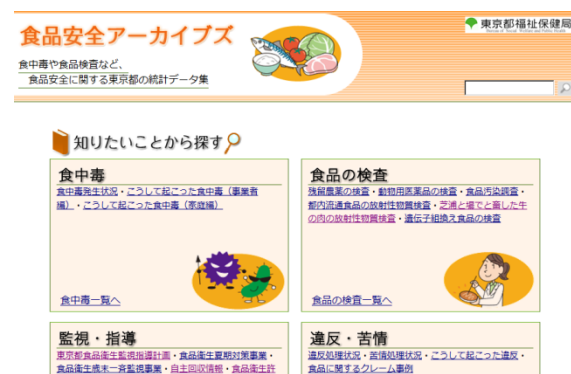 食品安全アーカイブズ
東京都福祉保健局
食中毒や食品検査など、
食品安全に関する東京都の統計データ集
知りたいことから探す
食中毒
食中毒発生状況・こうして起こった食中毒（事業者
編）・こうして起こった食中毒（家庭編）
食中毒一覧へ
食品の検査
残留農薬の検査・動物用医薬品の検査・食品汚染調査・
都内流通食品の放射性物質検査・芝浦と場でと畜した牛
の肉の放射性物質検査・遺伝子組換え食品の検査
食品の検査一覧へ
監視・指導
東京都食品衛生監視指導計画・食品衛生夏期対策事業・
食品衛生歳末一斉監視事業・自主回収情報・食品衛生許
違反・苦情
違反処理状況・苦情処理状況・こうして起こった違反・
食品に関するクレーム事例